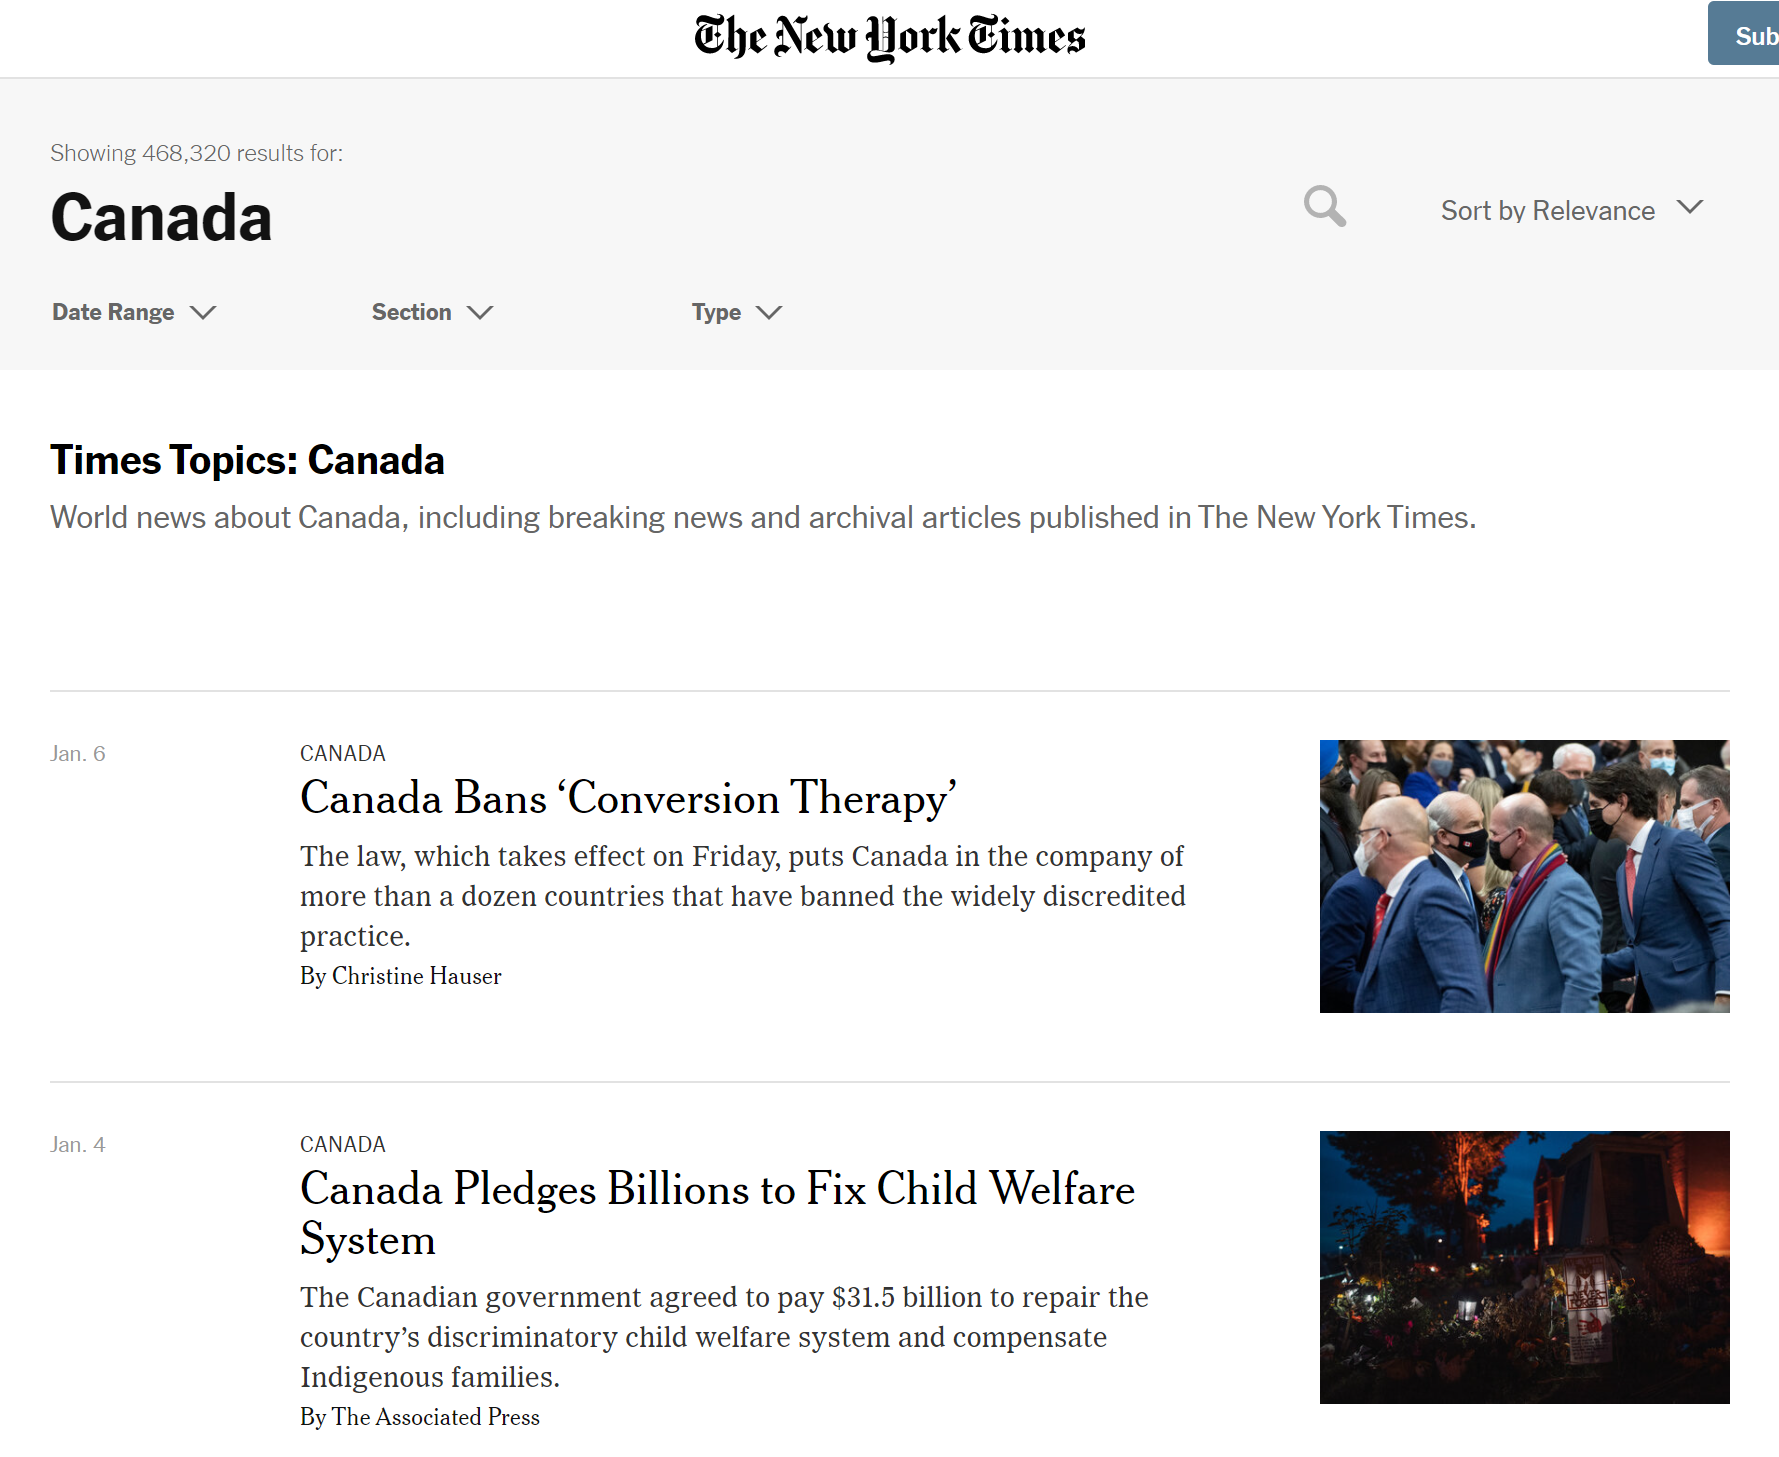 The New York Times
Sub
Showing 468,320 results for:
Canada
Sort by Relevance
Date Range
Section
Type
Times Topics: Canada
World news about Canada, including breaking news and archival articles published in The New York Times.
Jan. 6
CANADA
Canada Bans ‘Conversion Therapy’
The law, which takes effect on Friday, puts Canada in the company of
more than a dozen countries that have banned the widely discredited
practice.
By Christine Hauser
Jan. 4
CANADA
Canada Pledges Billions to Fix Child Welfare
System
The Canadian government agreed to pay $31.5 billion to repair the
country’s discriminatory child welfare system and compensate
Indigenous families.
By The Associated Press
NEVER
FORGET